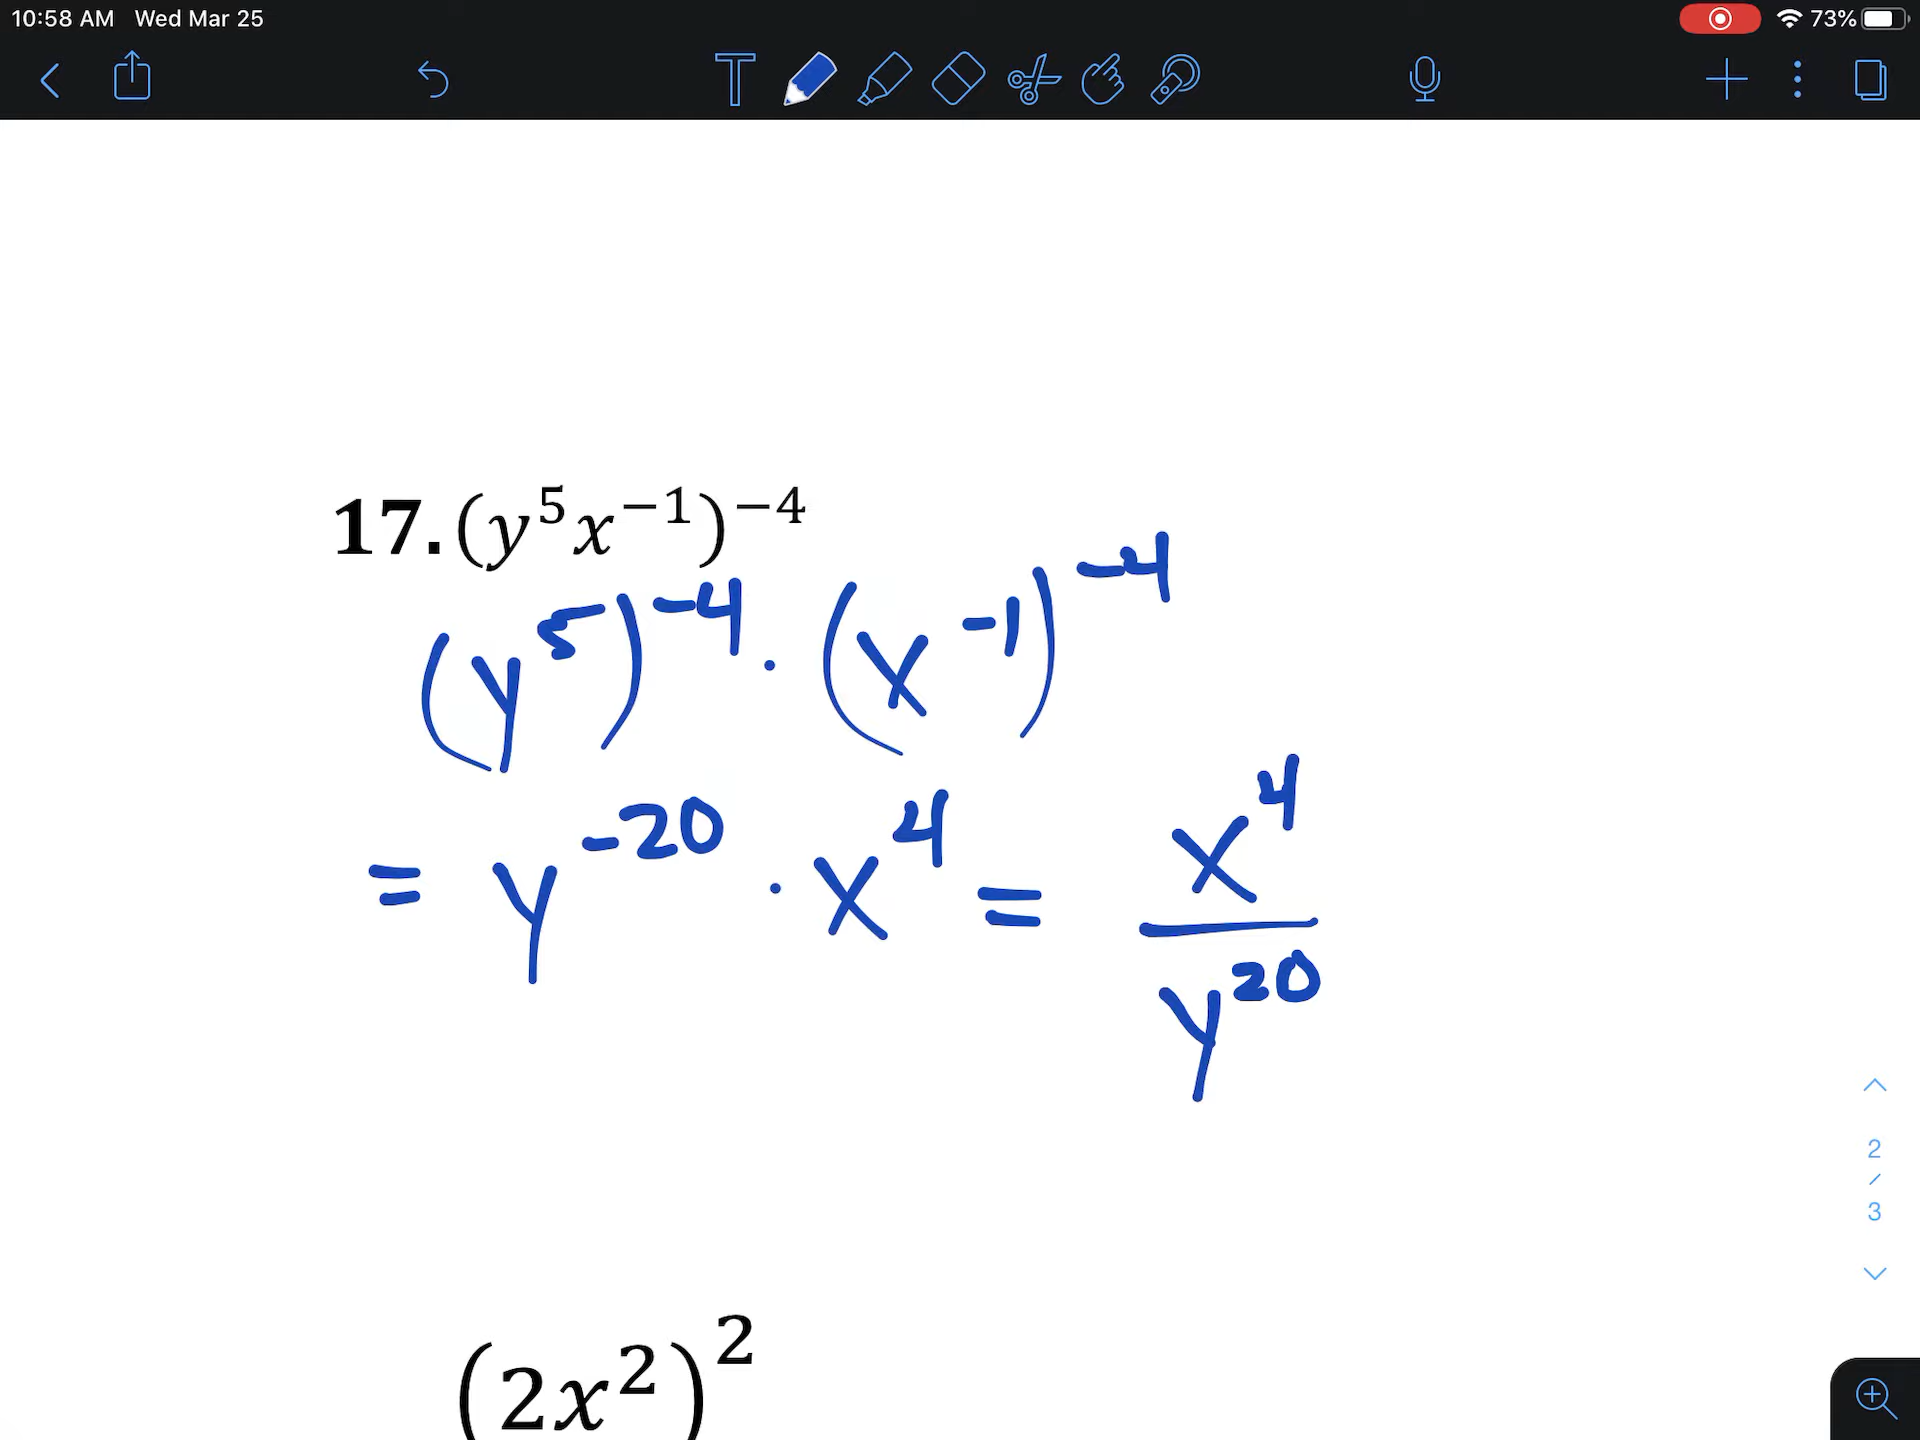 10:58 AM Wed Mar 25 73%
T
17. (y⁵x⁻¹)⁻⁴
(y⁵)⁻⁴ · (x⁻¹)⁻⁴
= y⁻²⁰ · x⁴ = x⁴/y²⁰
2
/
3
(2x²)²